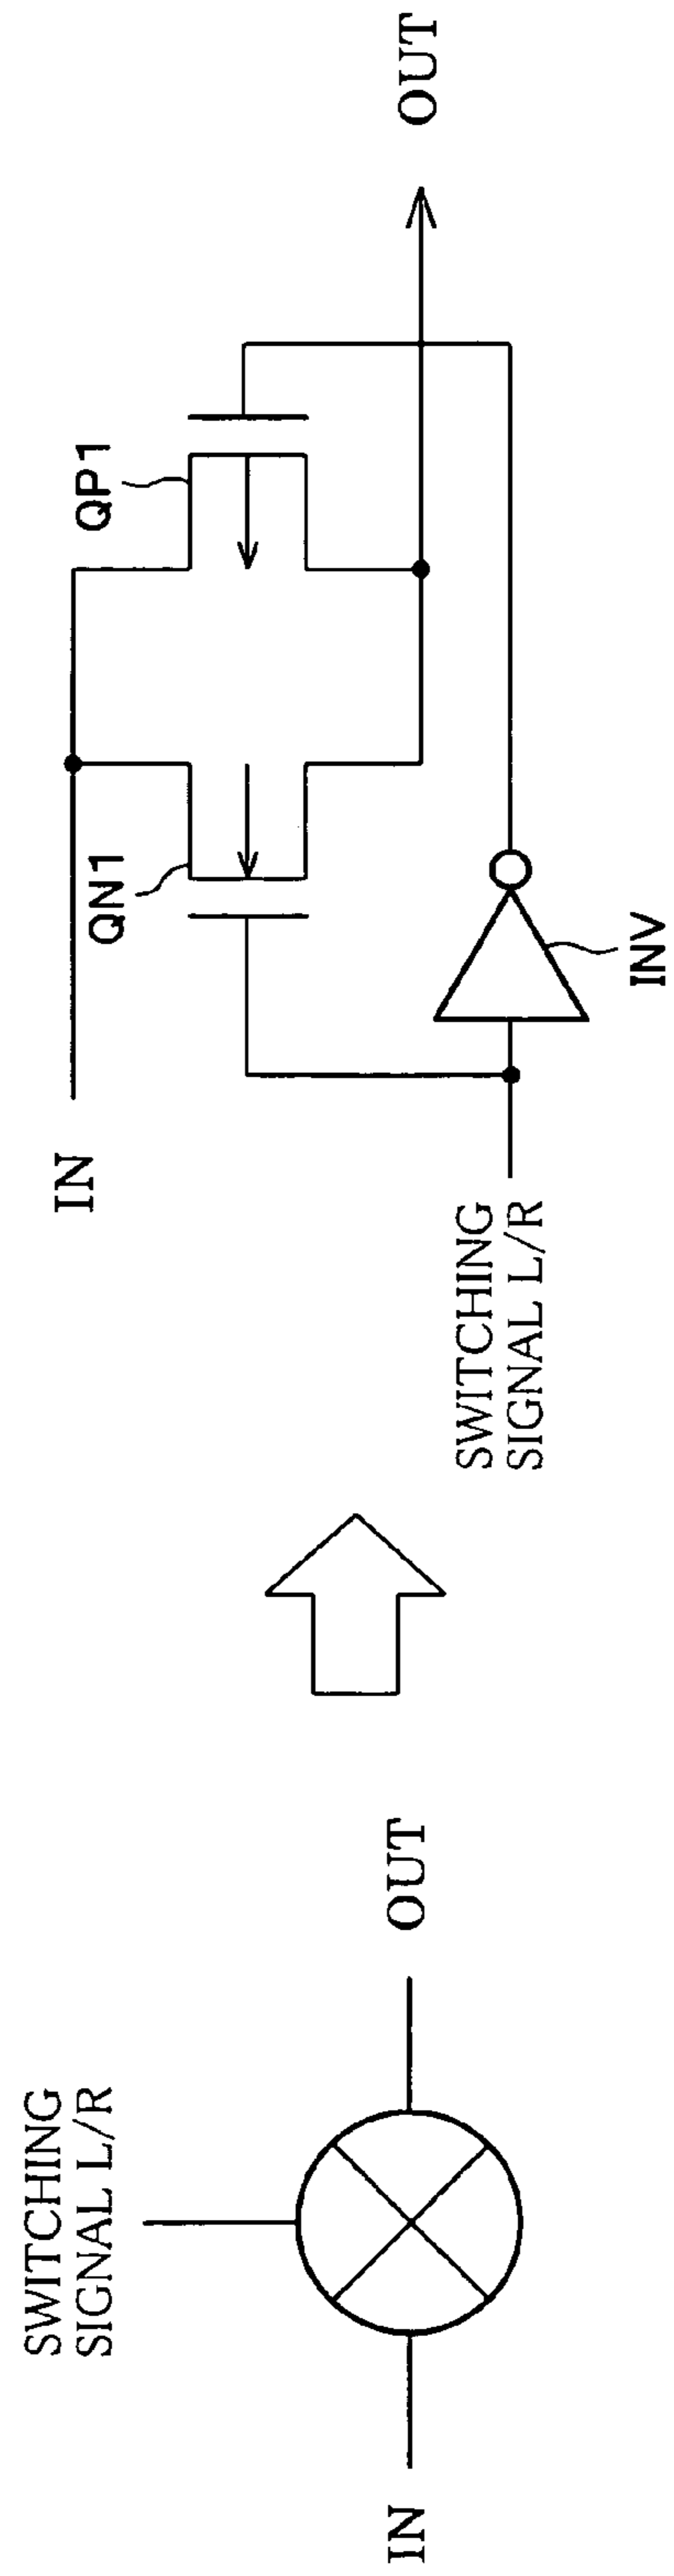 SWITCHING
SIGNAL L/R
IN
OUT
IN
QN1
QP1
OUT
SWITCHING
SIGNAL L/R
INV